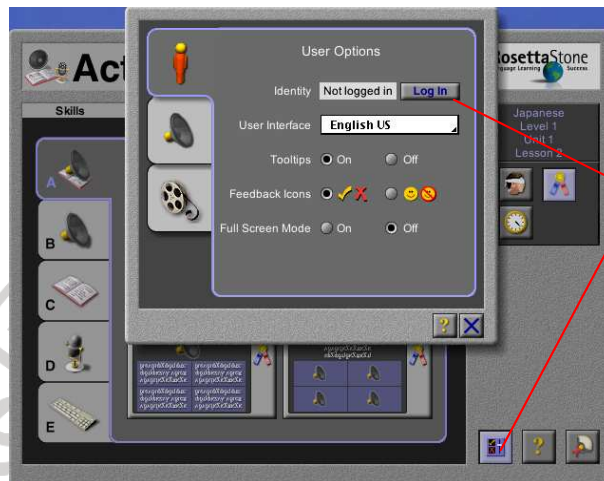 User Options
Act
RosettaStone
Language Learning Success
Identity Not logged in Log In
Skills
User Interface English US
Japanese
Level 1
Unit 1
Lesson 2
Tooltips On Off
A
Feedback Icons
Full Screen Mode On Off
B
C
?
D
E
?